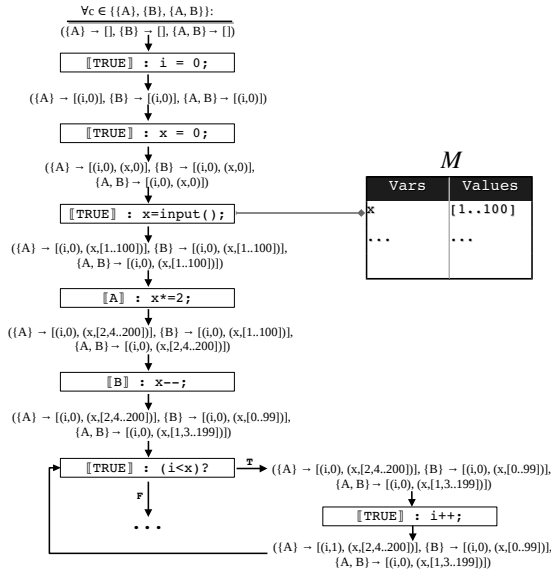 ∀c ∈ {{A}, {B}, {A, B}}:
({A} → [], {B} → [], {A, B}→ [])
⟦TRUE⟧ : i = 0;
({A} → [(i,0)], {B} → [(i,0)], {A, B}→ [(i,0)])
⟦TRUE⟧ : x = 0;
({A} → [(i,0), (x,0)], {B} → [(i,0), (x,0)],
{A, B}→ [(i,0), (x,0)])
M
Vars Values
x [1..100]
... ...
⟦TRUE⟧ : x=input();
({A} → [(i,0), (x,[1..100])], {B} → [(i,0), (x,[1..100])],
{A, B}→ [(i,0), (x,[1..100])])
⟦A⟧ : x*=2;
({A} → [(i,0), (x,[2,4..200])], {B} → [(i,0), (x,[1..100])],
{A, B}→ [(i,0), (x,[2,4..200])])
⟦B⟧ : x--;
({A} → [(i,0), (x,[2,4..200])], {B} → [(i,0), (x,[0..99])],
{A, B}→ [(i,0), (x,[1,3..199])])
⟦TRUE⟧ : (i<x)?
T
({A} → [(i,0), (x,[2,4..200])], {B} → [(i,0), (x,[0..99])],
{A, B}→ [(i,0), (x,[1,3..199])])
F
...
⟦TRUE⟧ : i++;
({A} → [(i,1), (x,[2,4..200])], {B} → [(i,0), (x,[0..99])],
{A, B}→ [(i,0), (x,[1,3..199])])